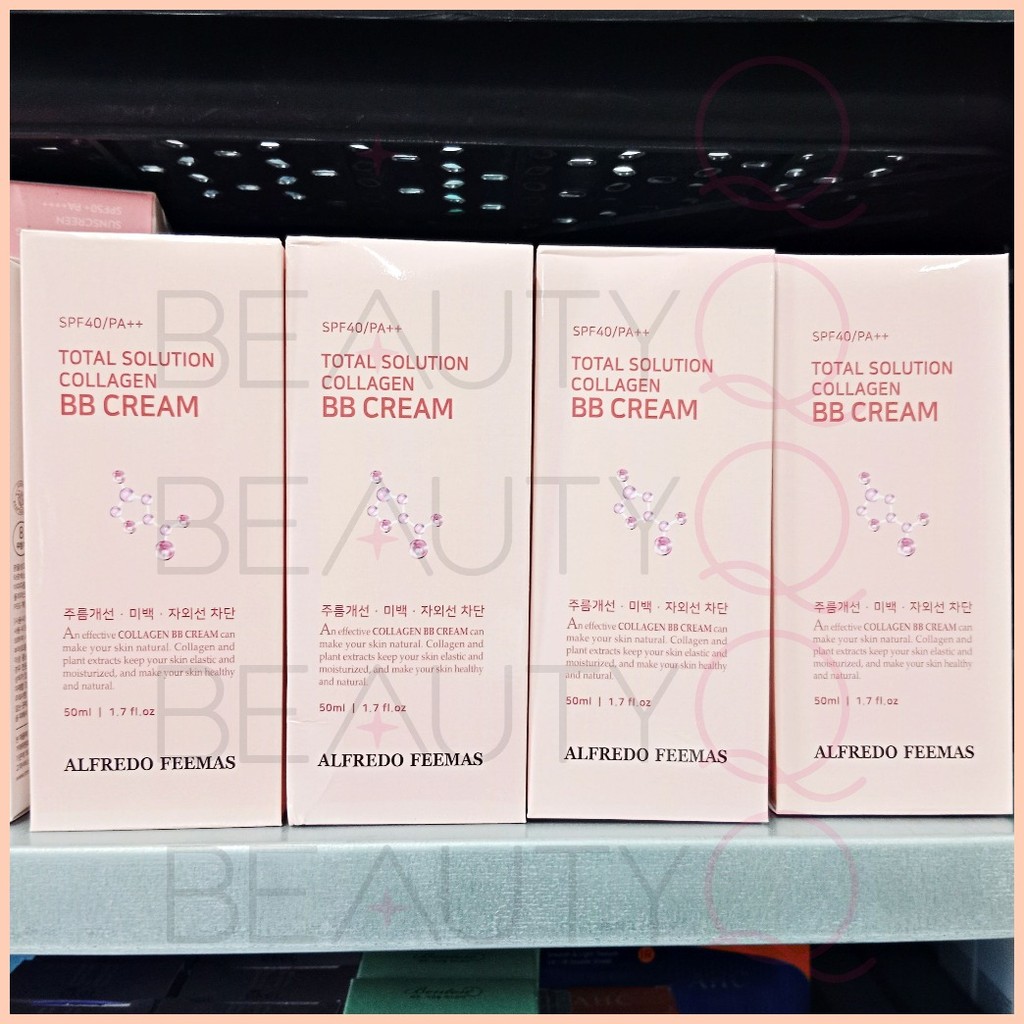 SPF50+ PA++++
SUNSCREEN
SPF40/PA++
TOTAL SOLUTION
COLLAGEN
BB CREAM
주름개선 · 미백 · 자외선 차단
An effective COLLAGEN BB CREAM can
make your skin natural. Collagen and
plant extracts keep your skin elastic and
moisturized, and make your skin healthy
and natural.
50ml | 1.7 fl.oz
ALFREDO FEEMAS
SPF40/PA++
TOTAL SOLUTION
COLLAGEN
BB CREAM
주름개선 · 미백 · 자외선 차단
An effective COLLAGEN BB CREAM can
make your skin natural. Collagen and
plant extracts keep your skin elastic and
moisturized, and make your skin healthy
and natural.
50ml | 1.7 fl.oz
ALFREDO FEEMAS
SPF40/PA++
TOTAL SOLUTION
COLLAGEN
BB CREAM
주름개선 · 미백 · 자외선 차단
An effective COLLAGEN BB CREAM can
make your skin natural. Collagen and
plant extracts keep your skin elastic and
moisturized, and make your skin healthy
and natural.
50ml | 1.7 fl.oz
ALFREDO FEEMAS
SPF40/PA++
TOTAL SOLUTION
COLLAGEN
BB CREAM
주름개선 · 미백 · 자외선 차단
An effective COLLAGEN BB CREAM can
make your skin natural. Collagen and
plant extracts keep your skin elastic and
moisturized, and make your skin healthy
and natural.
50ml | 1.7 fl.oz
ALFREDO FEEMAS
BEAUTYQ
BEAUTYQ
BEAUTYQ
BEAUTYQ
Benton
AHC
AHC